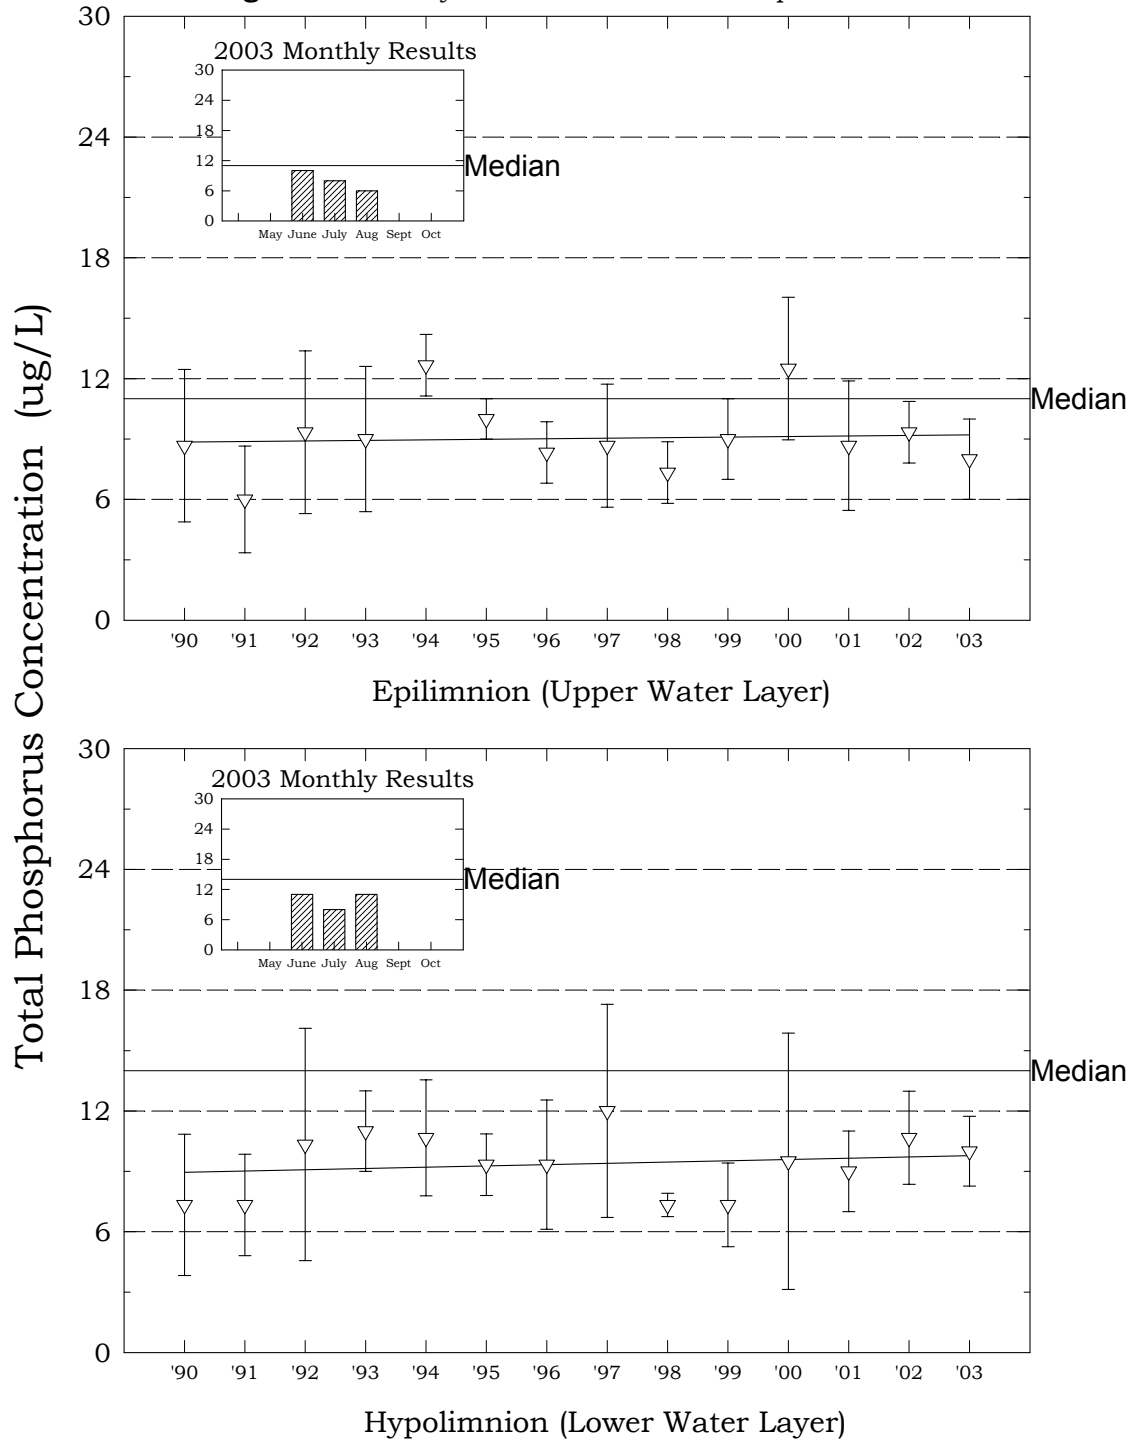 Total Phosphorus Concentration (ug/L)
2003 Monthly Results
30
24
18
12
6
0
May June July Aug Sept Oct
Median
30
24
18
12
6
0
Median
'90 '91 '92 '93 '94 '95 '96 '97 '98 '99 '00 '01 '02 '03
Epilimnion (Upper Water Layer)
2003 Monthly Results
30
24
18
12
6
0
May June July Aug Sept Oct
Median
30
24
18
12
6
0
Median
'90 '91 '92 '93 '94 '95 '96 '97 '98 '99 '00 '01 '02 '03
Hypolimnion (Lower Water Layer)